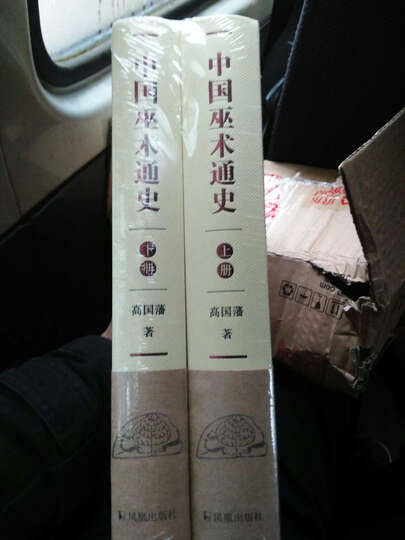 中国巫术通史
下册
高国藩
著
凤凰出版社
中国巫术通史
上册
高国藩
著
凤凰出版社